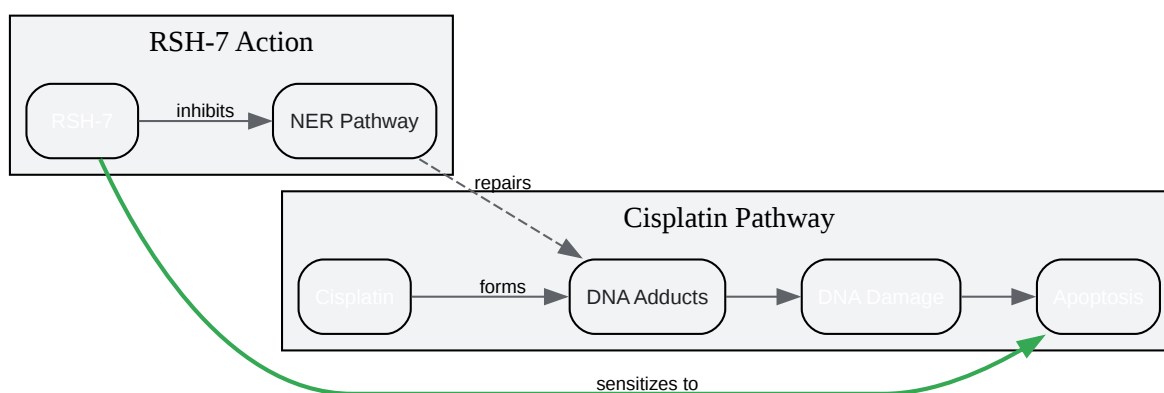 RSH-7 Action
RSH-7
inhibits
NER Pathway
repairs
Cisplatin Pathway
Cisplatin
forms
DNA Adducts
DNA Damage
Apoptosis
sensitizes to